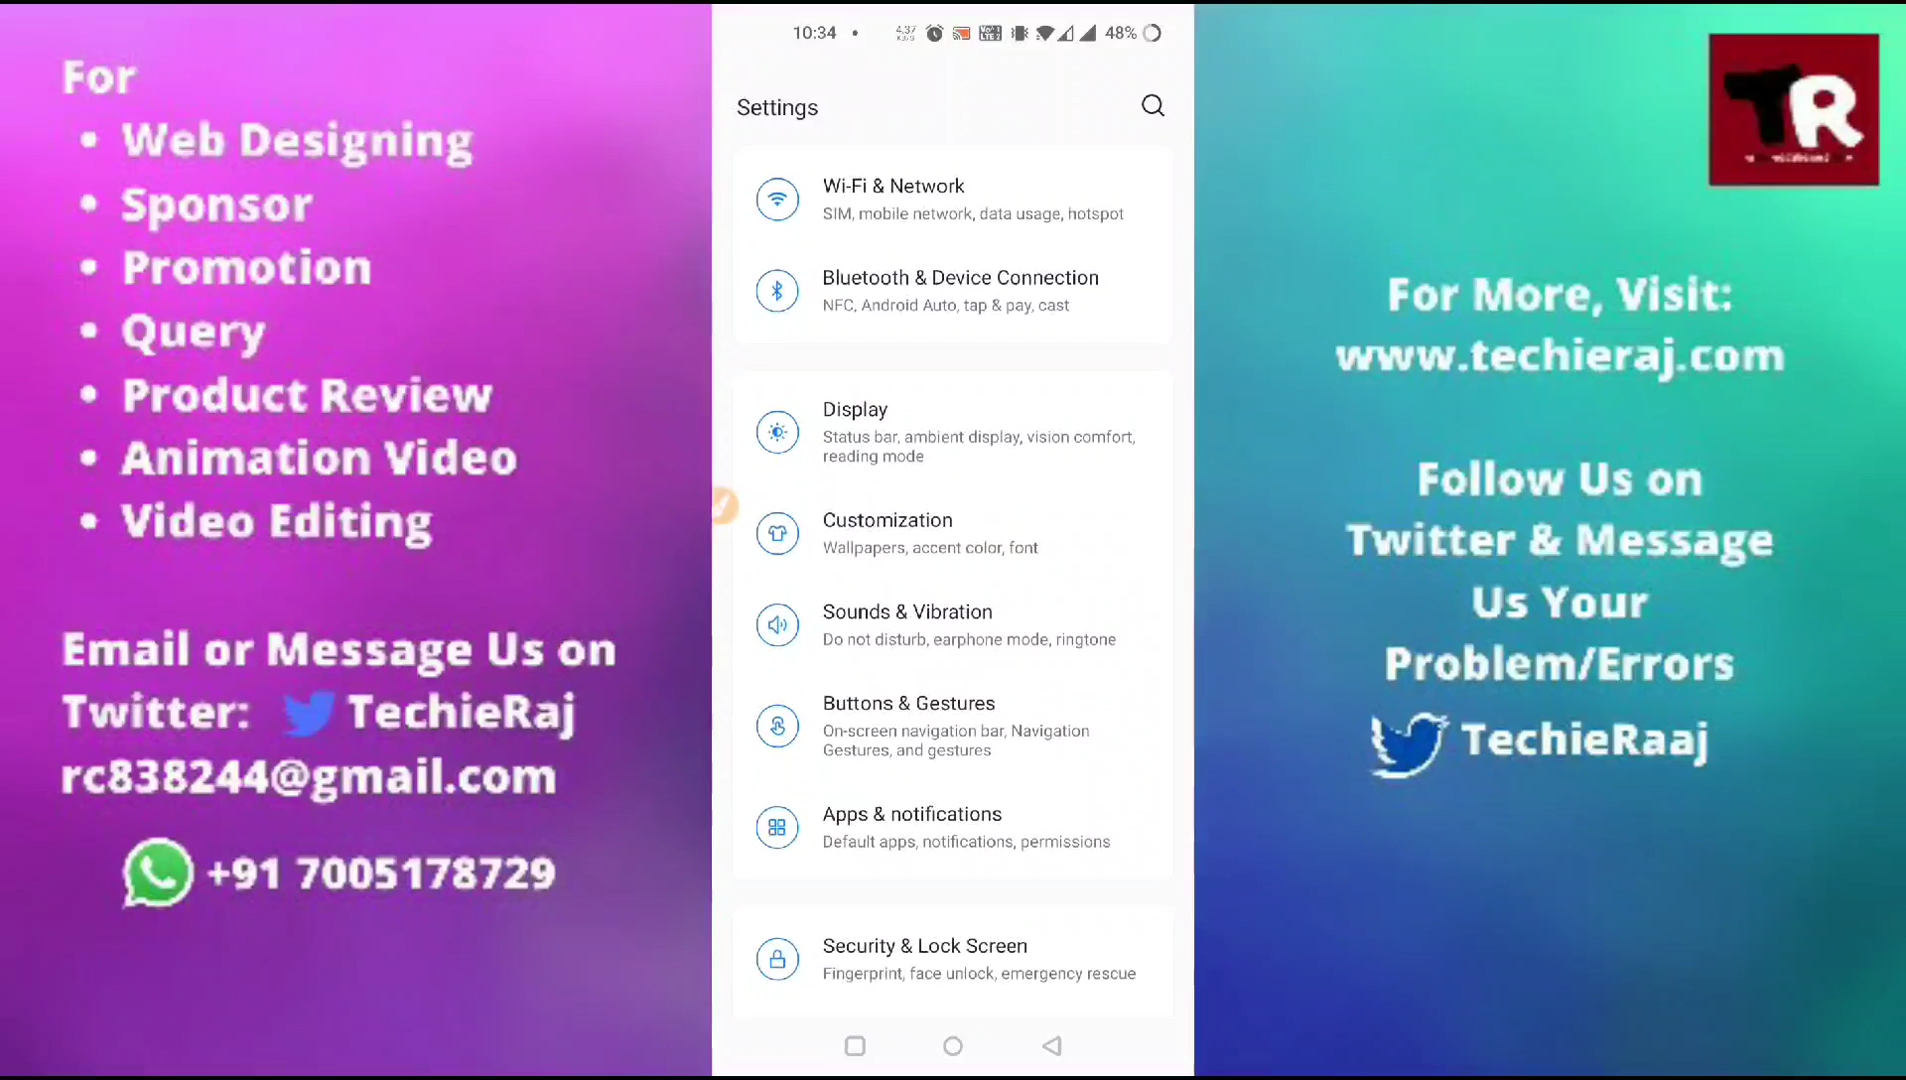 For
• Web Designing
• Sponsor
• Promotion
• Query
• Product Review
• Animation Video
• Video Editing
Email or Message Us on
Twitter: TechieRaj
rc838244@gmail.com
+91 7005178729
10:34
4.37
48%
Settings
Wi-Fi & Network
SIM, mobile network, data usage, hotspot
Bluetooth & Device Connection
NFC, Android Auto, tap & pay, cast
Display
Status bar, ambient display, vision comfort,
reading mode
Customization
Wallpapers, accent color, font
Sounds & Vibration
Do not disturb, earphone mode, ringtone
Buttons & Gestures
On-screen navigation bar, Navigation
Gestures, and gestures
Apps & notifications
Default apps, notifications, permissions
Security & Lock Screen
Fingerprint, face unlock, emergency rescue
TR
For More, Visit:
www.techieraj.com
Follow Us on
Twitter & Message
Us Your
Problem/Errors
TechieRaaj